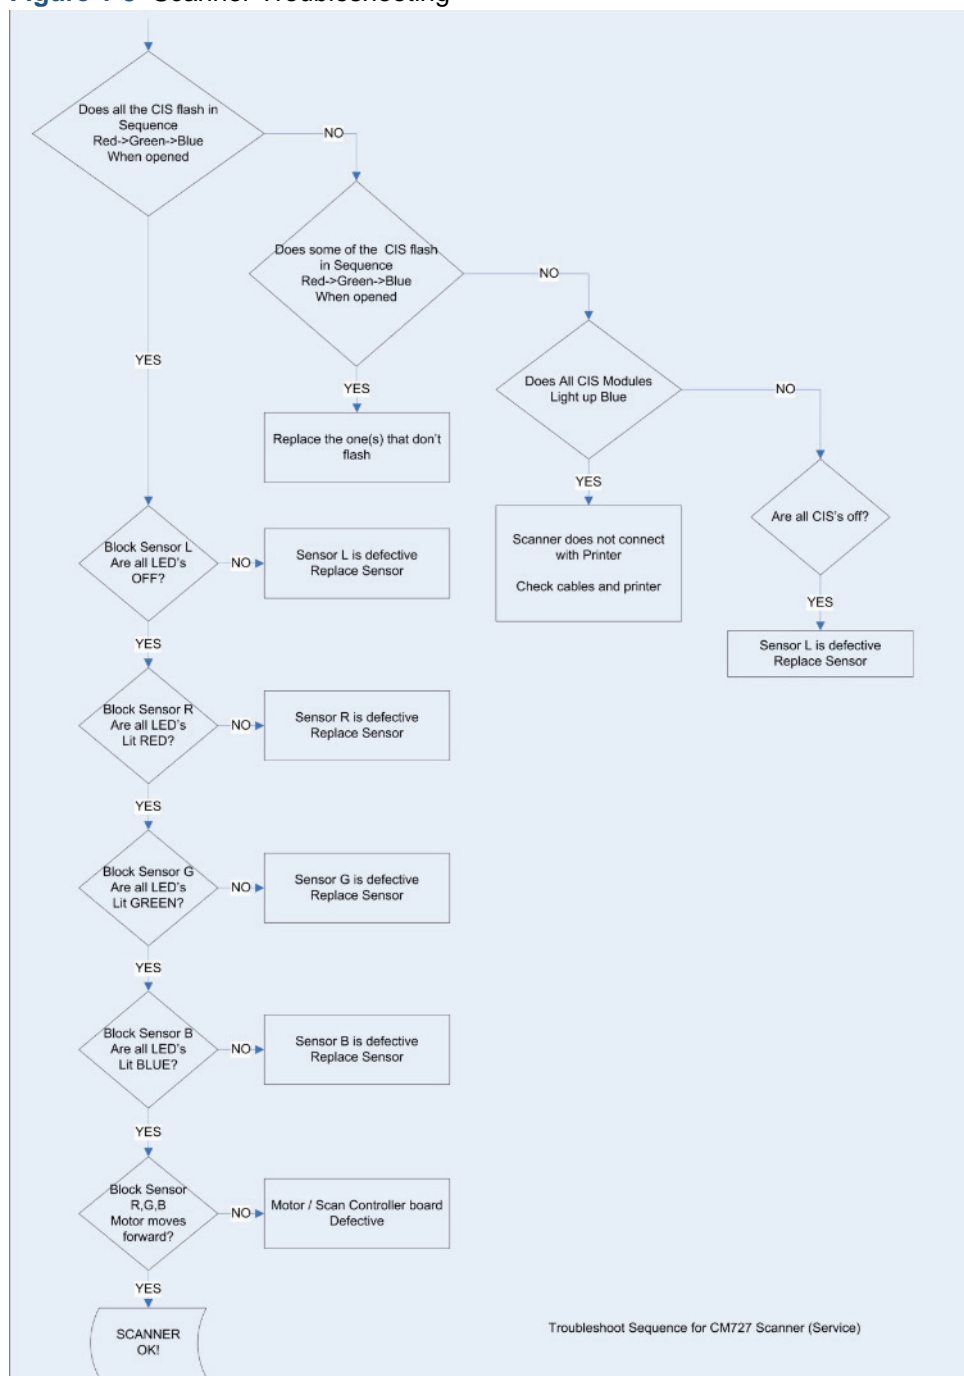 Figure 4-8 Scanner Troubleshooting
Does all the CIS flash in
Sequence
Red->Green->Blue
When opened
NO
Does some of the CIS flash
in Sequence
Red->Green->Blue
When opened
NO
YES
Does All CIS Modules
Light up Blue
NO
YES
Replace the one(s) that don't
flash
YES
Are all CIS's off?
Scanner does not connect
with Printer
Check cables and printer
YES
Sensor L is defective
Replace Sensor
Block Sensor L
Are all LED's
OFF?
NO
Sensor L is defective
Replace Sensor
YES
Block Sensor R
Are all LED's
Lit RED?
NO
Sensor R is defective
Replace Sensor
YES
Block Sensor G
Are all LED's
Lit GREEN?
NO
Sensor G is defective
Replace Sensor
YES
Block Sensor B
Are all LED's
Lit BLUE?
NO
Sensor B is defective
Replace Sensor
YES
Block Sensor
R,G,B
Motor moves
forward?
NO
Motor / Scan Controller board
Defective
YES
SCANNER
OK!
Troubleshoot Sequence for CM727 Scanner (Service)